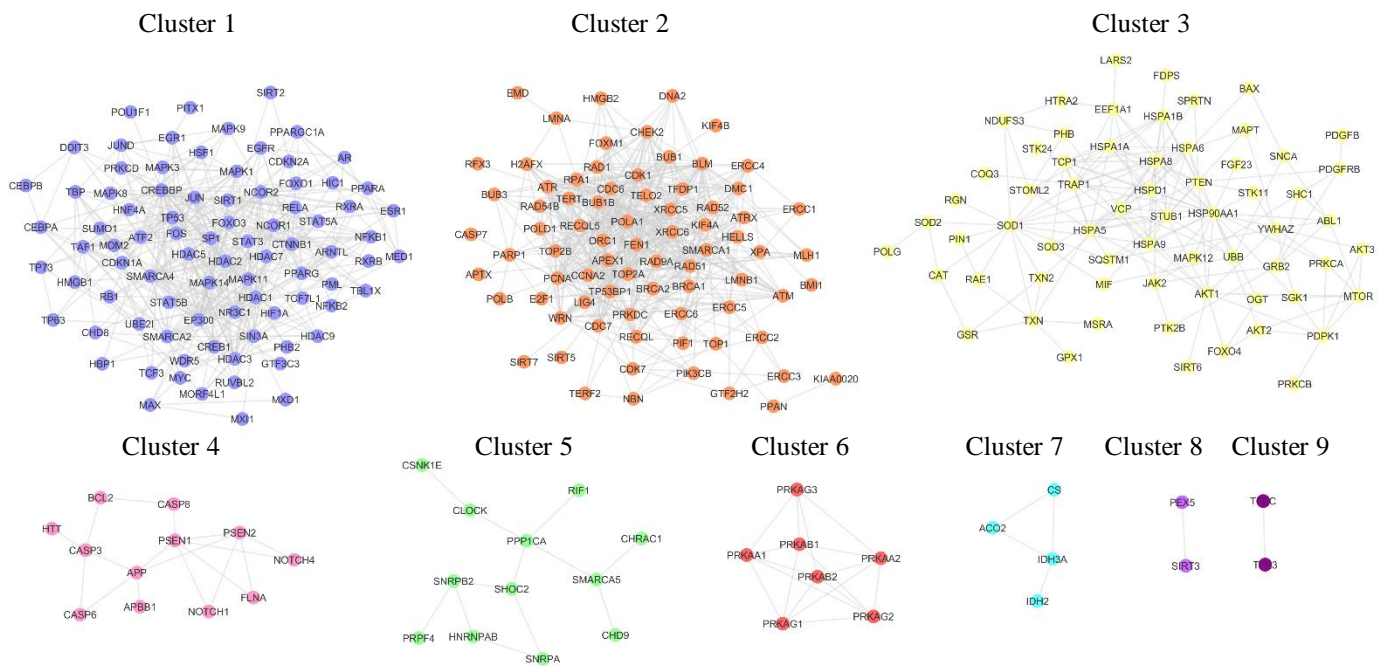 Cluster 1
Cluster 2
Cluster 3
SIRT2
PITX1
POU1F1
MAPK9
PPARGC1A
EGR1
JUND
DDIT3
EGFR
HSF1
AR
CDKN2A
MAPK3
PRKCD
MAPK1
HIC1
FOXO1
PPARA
CEBPB
TBP
MAPK8
CREBBP
NCOR2
JUN
SIRT1
RELA
RXRA
HNF4A
STAT5A
ESR1
TP53
FOXO3
NCOR1
CEBPA
SUMO1
FOS
SP1
STAT3
CTNNB1
NFKB1
ATF2
TAF1
MDM2
ARNTL
MED1
HDAC5
HDAC2
HDAC7
RXRB
CDKN1A
TP73
SMARCA4
PPARG
MAPK14
MAPK11
PML
TBL1X
HMGB1
RB1
STAT5B
HDAC1
TCF7L1
NFKB2
NR3C1
HIF1A
TP63
UBE2I
EP300
CHD8
SMARCA2
SIN3A
HDAC9
CREB1
PHB2
HBP1
WDR5
HDAC3
GTF3C3
TCF3
MYC
RUVBL2
MORF4L1
MAX
MXD1
MXI1
EMD
HMGB2
DNA2
LMNA
CHEK2
KIF4B
FOXM1
BUB1
RFX3
H2AFX
RAD1
BLM
ERCC4
RPA1
CDK1
BUB3
ATR
CDC6
TELO2
TFDP1
DMC1
TERT
BUB1B
RAD54B
XRCC5
RAD52
ERCC1
POLA1
KIF4A
ATRX
POLD1
RECQL5
XRCC6
CASP7
ORC1
FEN1
HELLS
TOP2B
SMARCA1
XPA
MLH1
PARP1
APEX1
RAD9A
RAD51
APTX
PCNA
CCNA2
TOP2A
LMNB1
BMI1
TP53BP1
BRCA2
BRCA1
ATM
POLB
E2F1
LIG4
ERCC5
WRN
PRKDC
ERCC6
CDC7
RECQL
PIF1
TOP1
ERCC2
SIRT7
SIRT5
CDK7
PIK3CB
ERCC3
KIAA0020
TERF2
NBN
GTF2H2
PPAN
LARS2
FDPS
BAX
HTRA2
EEF1A1
SPRTN
NDUFS3
HSPA1B
PHB
MAPT
PDGFB
STK24
HSPA1A
HSPA6
TCP1
HSPA8
SNCA
COQ3
FGF23
PDGFRB
TRAP1
PTEN
STOML2
HSPD1
STK11
SHC1
RGN
VCP
HSP90AA1
SOD2
SOD1
STUB1
ABL1
PIN1
HSPA5
YWHAZ
POLG
SOD3
HSPA9
AKT3
SQSTM1
MAPK12
UBB
GRB2
PRKCA
CAT
RAE1
TXN2
MIF
JAK2
AKT1
OGT
SGK1
MTOR
GSR
TXN
MSRA
PTK2B
AKT2
PDPK1
FOXO4
GPX1
SIRT6
PRKCB
Cluster 4
Cluster 5
Cluster 6
Cluster 7
Cluster 8
Cluster 9
BCL2
CASP8
HTT
PSEN1
PSEN2
CASP3
NOTCH4
APP
CASP6
APBB1
NOTCH1
FLNA
CSNK1E
RIF1
CLOCK
PPP1CA
CHRAC1
SNRPB2
SHOC2
SMARCA5
PRPF4
HNRNPAB
CHD9
SNRPA
PRKAG3
PRKAA1
PRKAB1
PRKAA2
PRKAB2
PRKAG1
PRKAG2
CS
ACO2
IDH3A
IDH2
PEX5
SIRT3